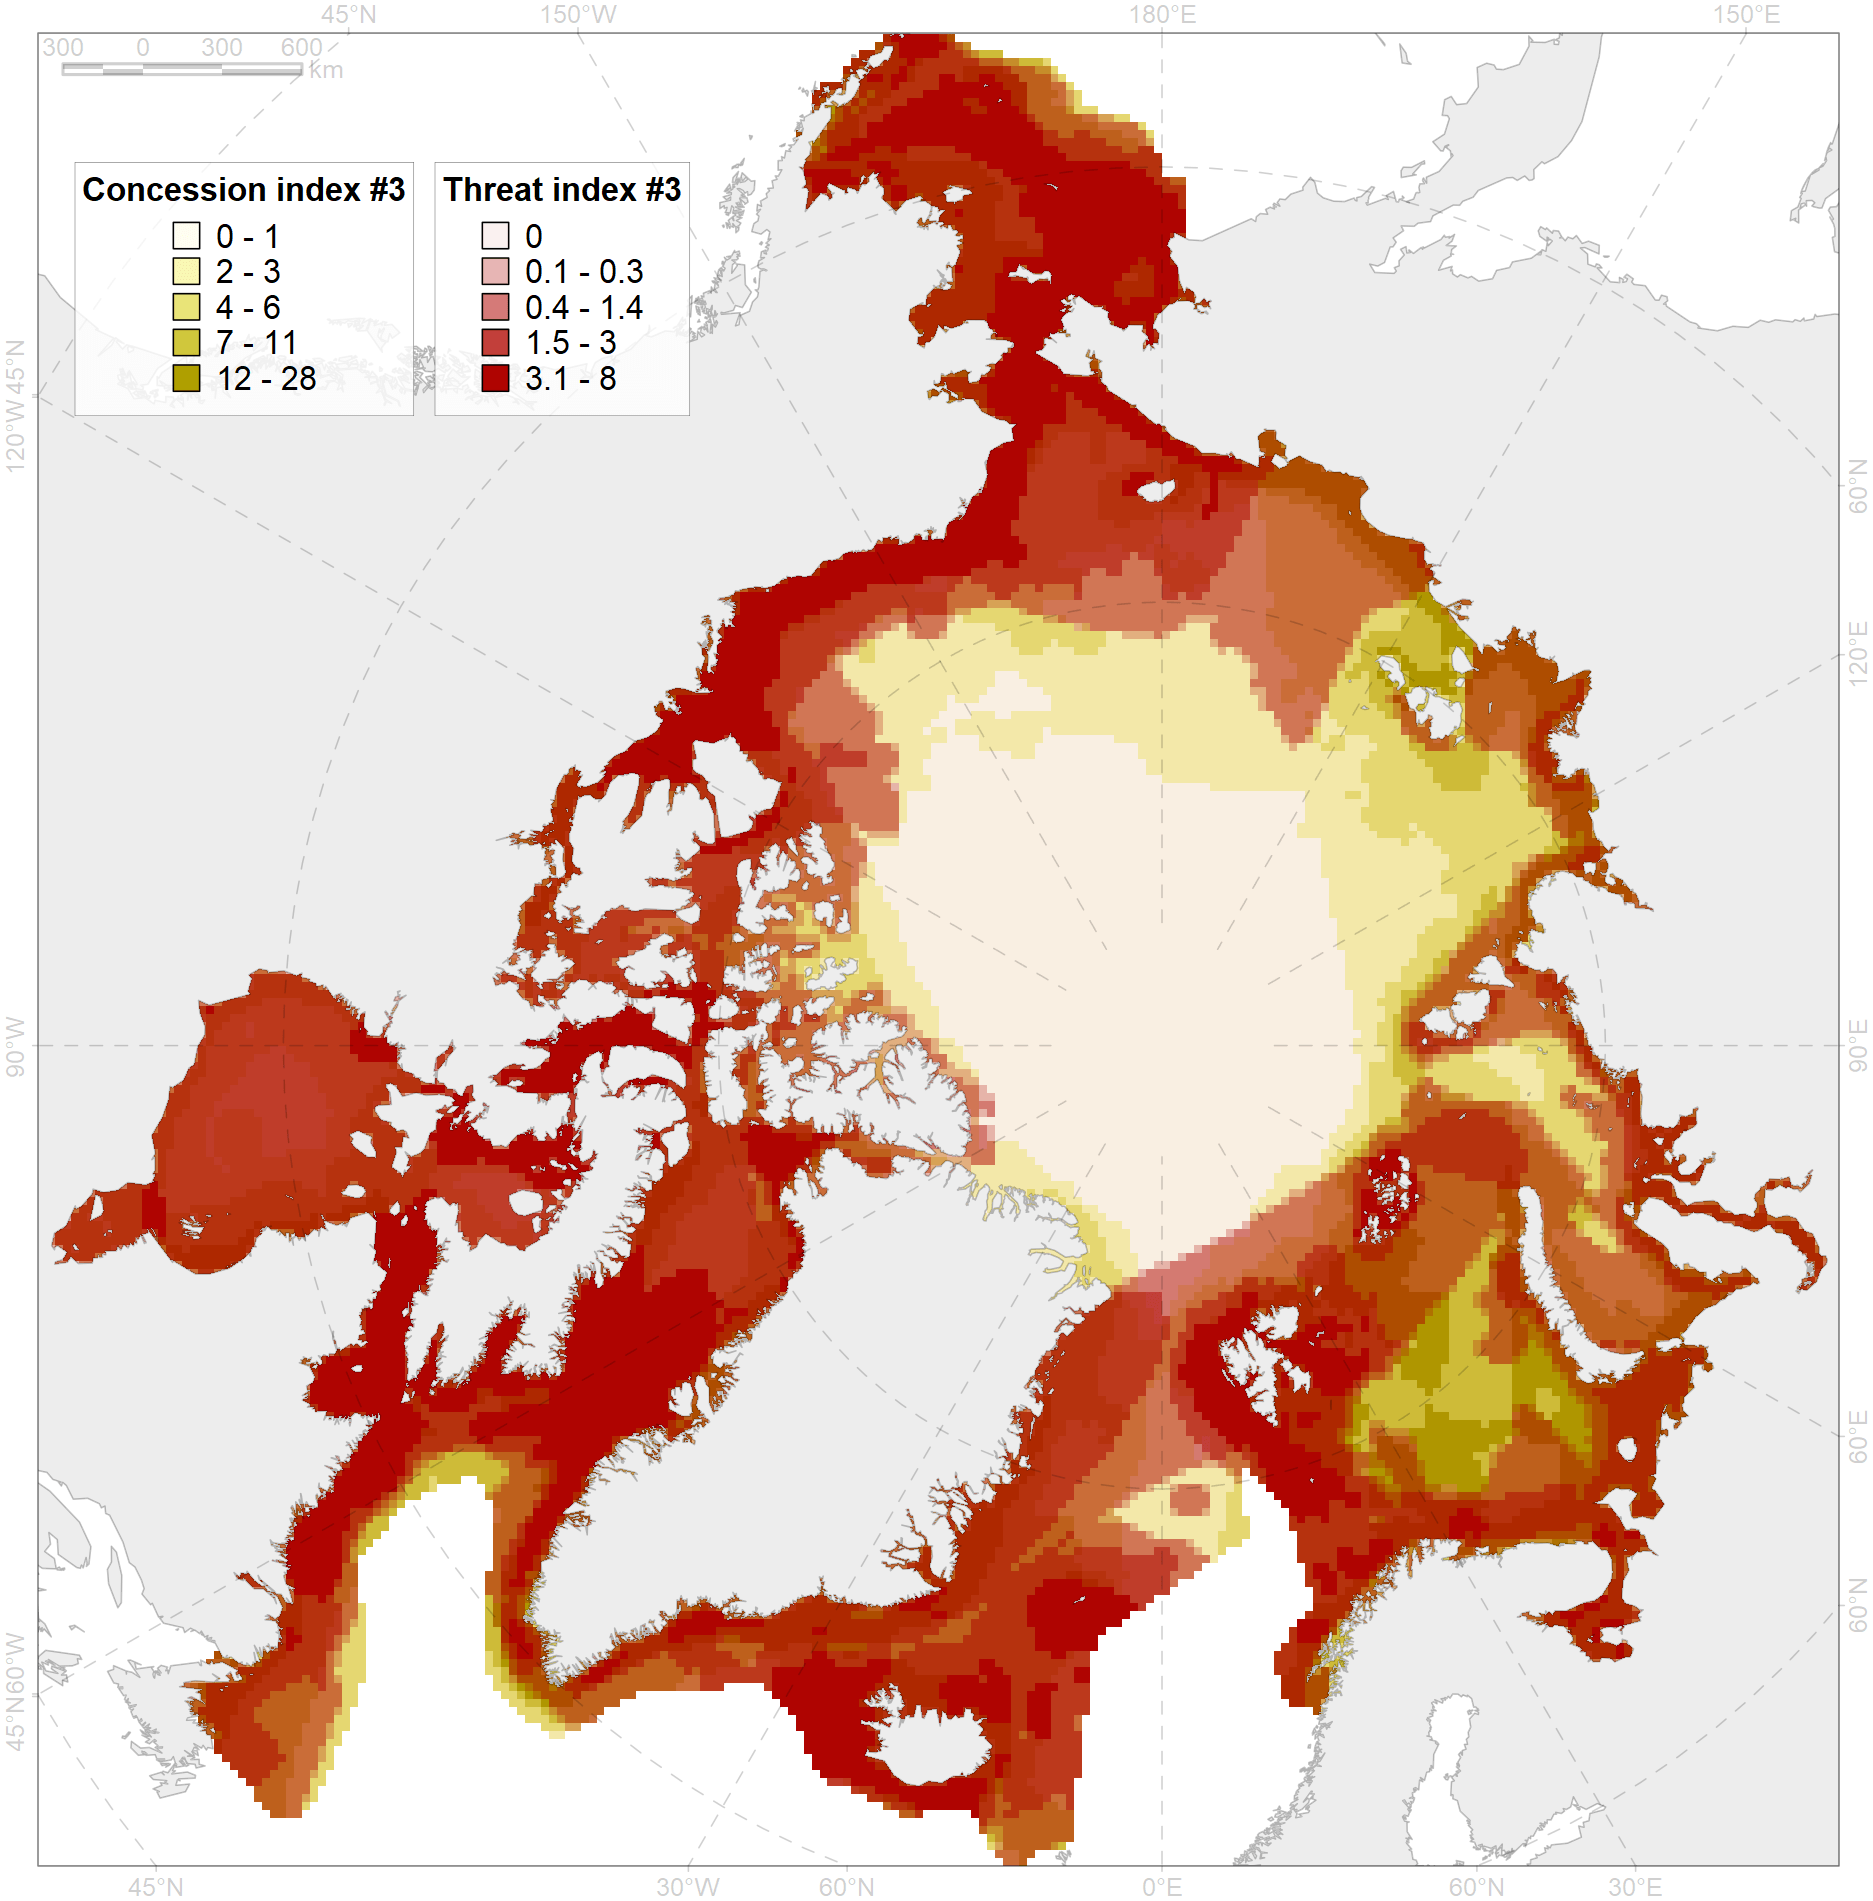 45°N 150°W 180°E 150°E
300 0 300 600
km
Concession index #3
0 - 1
2 - 3
4 - 6
7 - 11
12 - 28
Threat index #3
0
0.1 - 0.3
0.4 - 1.4
1.5 - 3
3.1 - 8
45°N
120°W
90°W
60°W
45°N
60°N
120°E
90°E
60°E
60°N
45°N 30°W 60°N 0°E 60°N 30°E